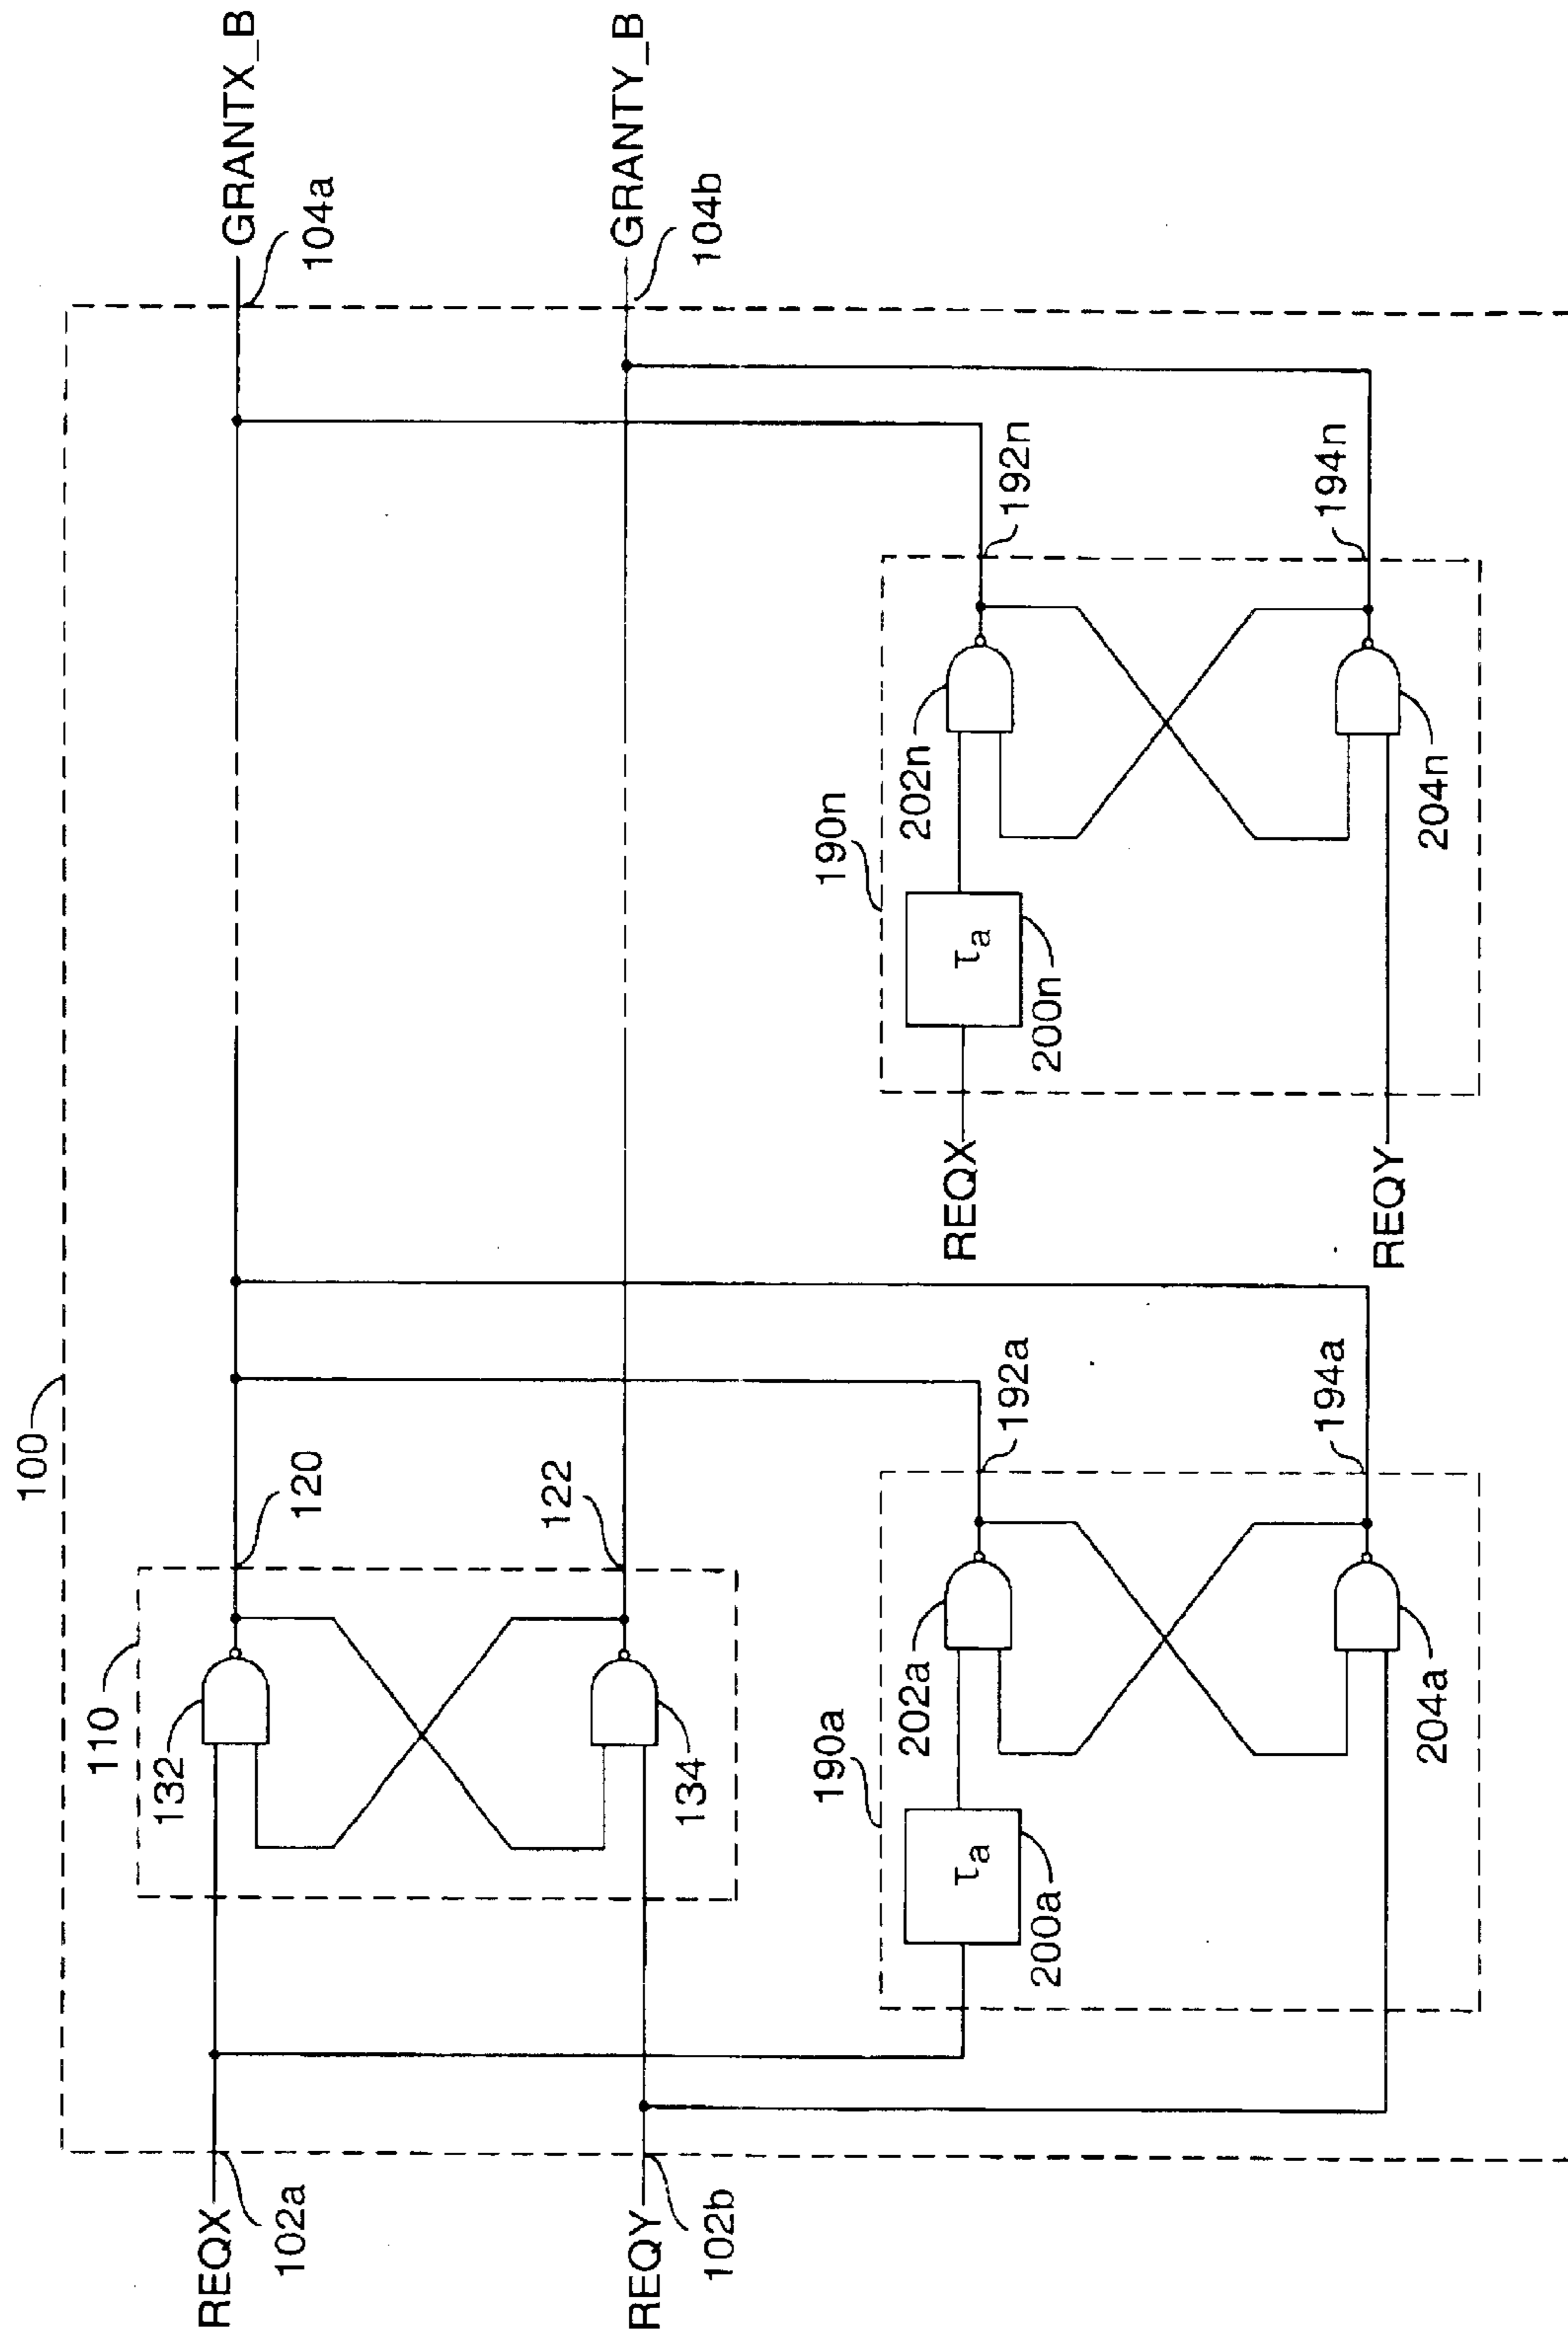 100
REQX
102a
110
132
120
GRANTX_B
104a
REQY
102b
134
122
GRANTY_B
104b
190a
τa
200a
202a
192a
204a
194a
190n
REQX
τa
200n
202n
192n
REQY
204n
194n